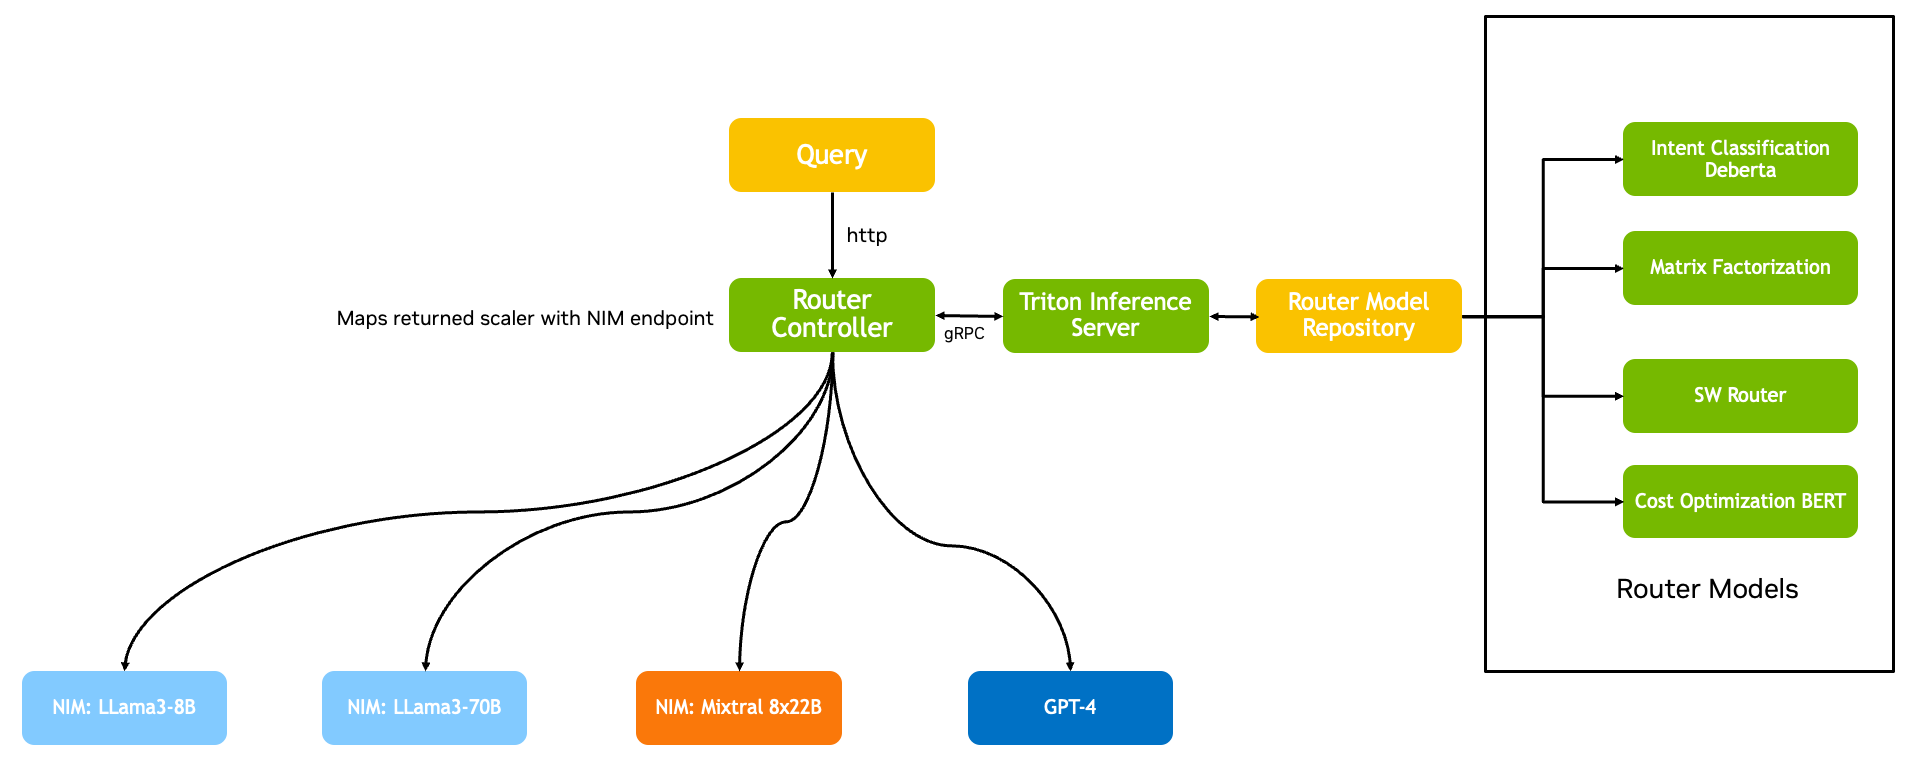 Query
http
Maps returned scaler with NIM endpoint
Router
Controller
gRPC
Triton Inference
Server
Router Model
Repository
Intent Classification
Deberta
Matrix Factorization
SW Router
Cost Optimization BERT
Router Models
NIM: LLama3-8B
NIM: LLama3-70B
NIM: Mixtral 8x22B
GPT-4